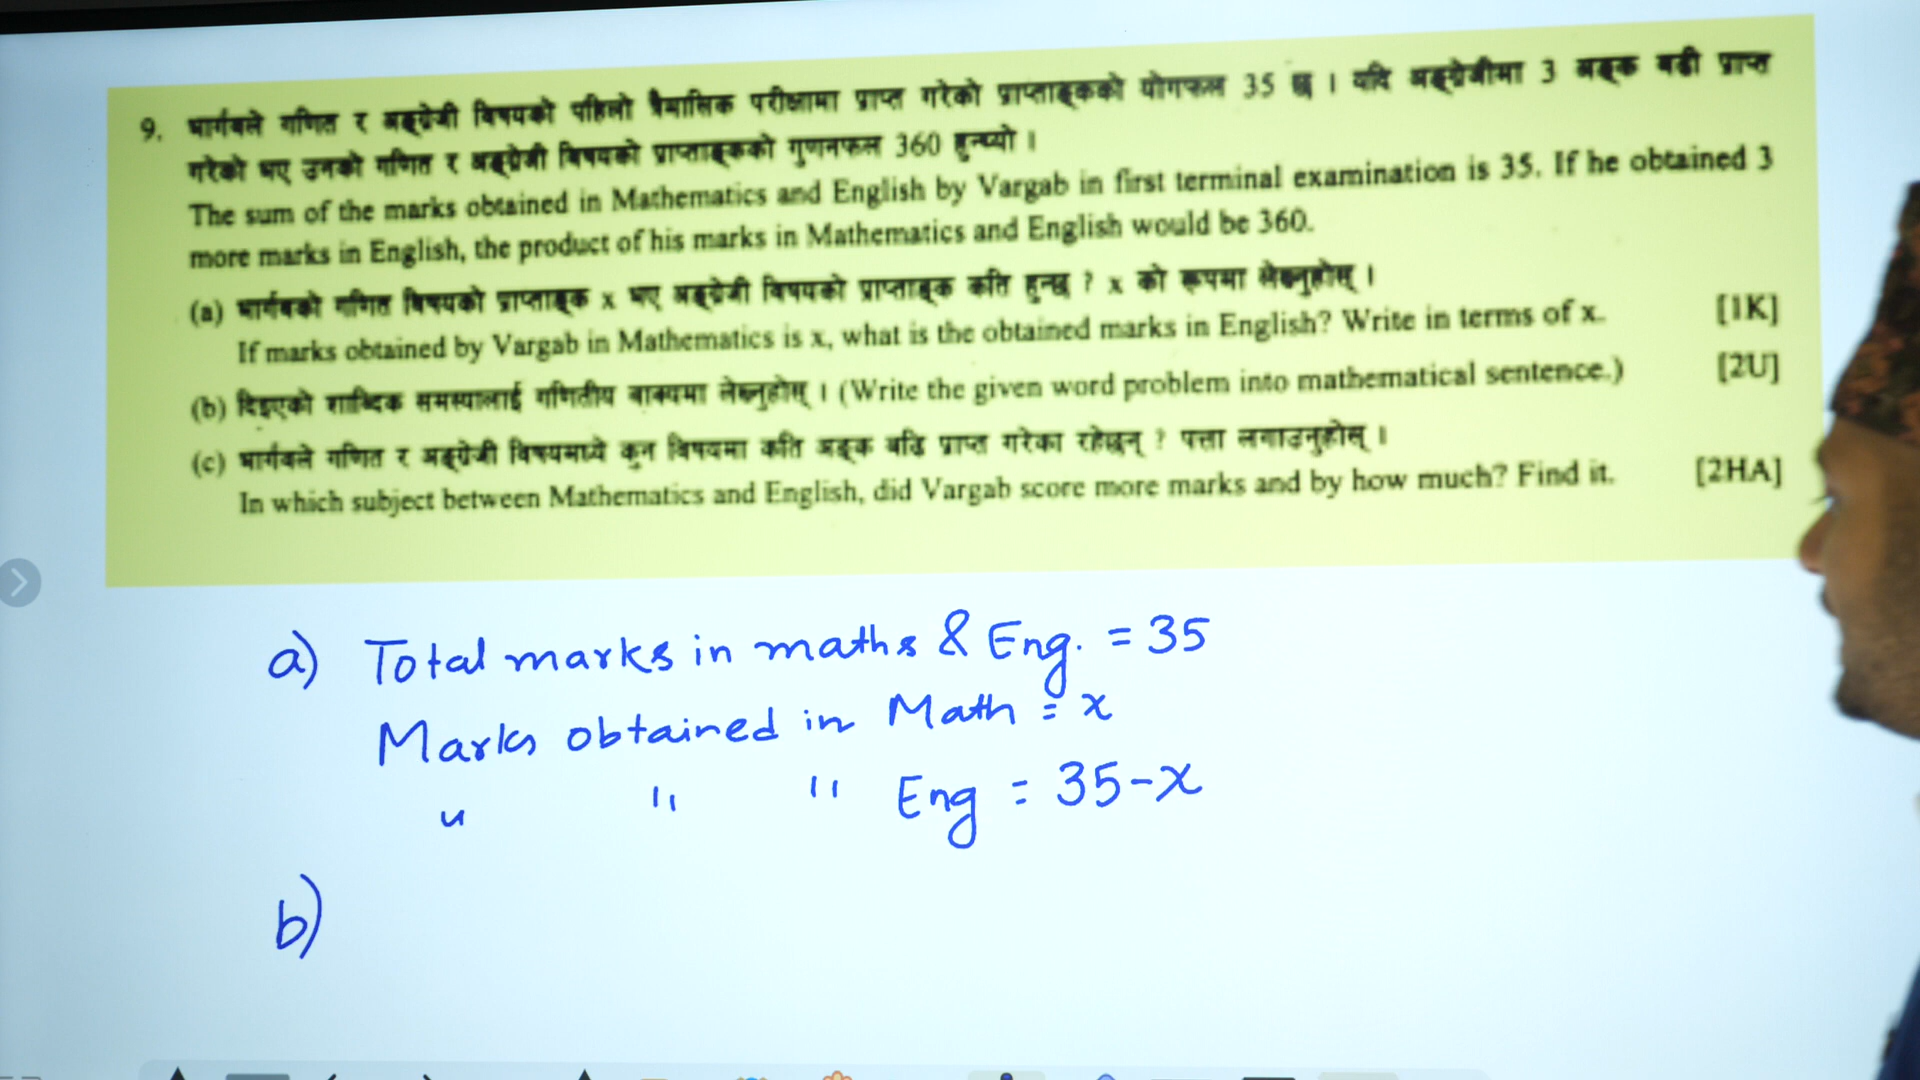 9. भार्गवले गणित र अङ्ग्रेजी विषयको पहिलो त्रैमासिक परीक्षामा प्राप्त गरेको प्राप्ताङ्कको योगफल 35 छ । यदि अङ्ग्रेजीमा 3 अङ्क बढी प्राप्त
गरेको भए उनको गणित र अङ्ग्रेजी विषयको प्राप्ताङ्कको गुणनफल 360 हुन्थ्यो ।
The sum of the marks obtained in Mathematics and English by Vargab in first terminal examination is 35. If he obtained 3
more marks in English, the product of his marks in Mathematics and English would be 360.
(a) भार्गवको गणित विषयको प्राप्ताङ्क x भए अङ्ग्रेजी विषयको प्राप्ताङ्क कति हुन्छ ? x को रूपमा लेख्नुहोस् ।
If marks obtained by Vargab in Mathematics is x, what is the obtained marks in English? Write in terms of x. [1K]
(b) दिइएको शाब्दिक समस्यालाई गणितीय वाक्यमा लेख्नुहोस् । (Write the given word problem into mathematical sentence.) [2U]
(c) भार्गवले गणित र अङ्ग्रेजी विषयमध्ये कुन विषयमा कति अङ्क बढि प्राप्त गरेका रहेछन् ? पत्ता लगाउनुहोस् ।
In which subject between Mathematics and English, did Vargab score more marks and by how much? Find it. [2HA]
a) Total marks in maths & Eng. = 35
Marks obtained in Math = x
" " " Eng = 35-x
b)